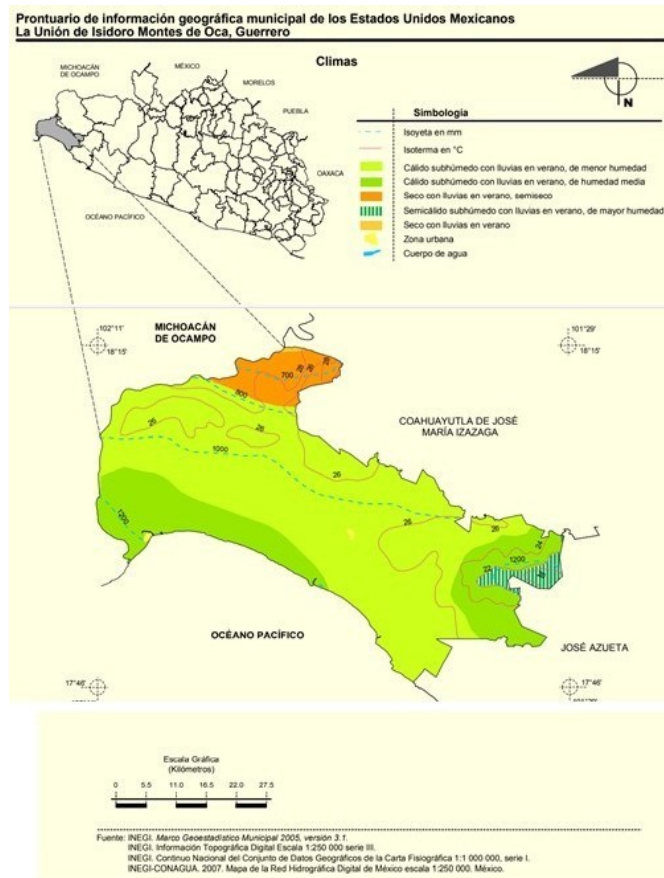 Prontuario de información geográfica municipal de los Estados Unidos Mexicanos
La Unión de Isidoro Montes de Oca, Guerrero
Climas
MICHOACÁN
DE OCAMPO
MÉXICO
MORELOS
PUEBLA
OAXACA
OCÉANO PACÍFICO
N
Simbología
Isoyeta en mm
Isoterma en °C
Cálido subhúmedo con lluvias en verano, de menor humedad
Cálido subhúmedo con lluvias en verano, de humedad media
Seco con lluvias en verano, semiseco
Semicálido subhúmedo con lluvias en verano, de mayor humedad
Seco con lluvias en verano
Zona urbana
Cuerpo de agua
102°11'
18°15'
MICHOACÁN
DE OCAMPO
101°29'
18°15'
700
800
26
26
1000
26
COAHUAYUTLA DE JOSÉ
MARÍA IZAZAGA
26
26
24
1200
1200
22
OCÉANO PACÍFICO
JOSÉ AZUETA
17°46'
17°46'
Escala Gráfica
(Kilómetros)
0 5.5 11.0 16.5 22.0 27.5
Fuente: INEGI. Marco Geoestadístico Municipal 2005, versión 3.1.
INEGI. Información Topográfica Digital Escala 1:250 000 serie III.
INEGI. Continuo Nacional del Conjunto de Datos Geográficos de la Carta Fisiográfica 1:1 000 000, serie I.
INEGI-CONAGUA. 2007. Mapa de la Red Hidrográfica Digital de México escala 1:250 000. México.